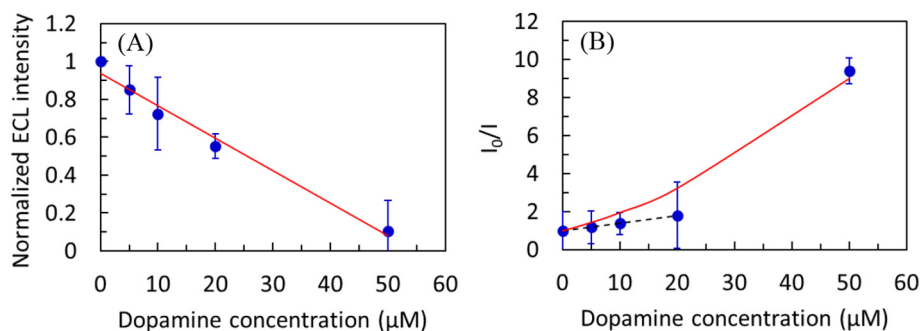 (A)
Normalized ECL intensity
1.2
1
0.8
0.6
0.4
0.2
0
0 10 20 30 40 50 60
Dopamine concentration (µM)
(B)
I0/I
12
10
8
6
4
2
0
0 10 20 30 40 50 60
Dopamine concentration (µM)